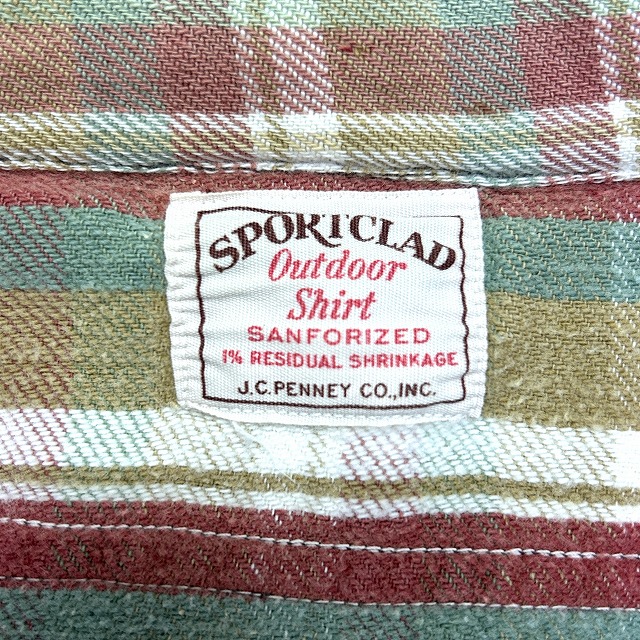 SPORTCLAD
Outdoor
Shirt
SANFORIZED
1% RESIDUAL SHRINKAGE
J.C. PENNEY CO., INC.